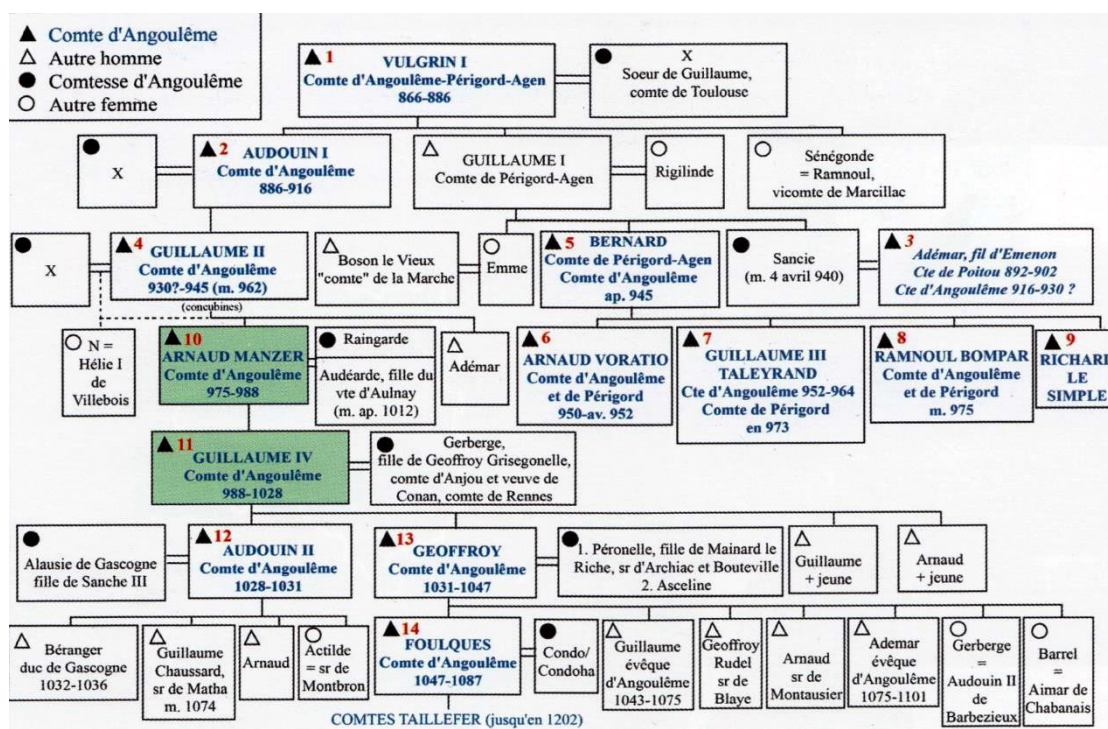 Comte d'Angoulême
Autre homme
Comtesse d'Angoulême
Autre femme
1
VULGRIN I
Comte d'Angoulême-Périgord-Agen
866-886
X
Soeur de Guillaume,
comte de Toulouse
X
2
AUDOUIN I
Comte d'Angoulême
886-916
GUILLAUME I
Comte de Périgord-Agen
Rigilinde
Sénégonde
= Ramnoul,
vicomte de Marcillac
X
4
GUILLAUME II
Comte d'Angoulême
930?-945 (m. 962)
(concubines)
Boson le Vieux
"comte" de la Marche
Emme
5
BERNARD
Comte de Périgord-Agen
Comte d'Angoulême
ap. 945
Sancie
(m. 4 avril 940)
3
Adémar, fil d'Emenon
Cte de Poitou 892-902
Cte d'Angoulême 916-930 ?
N =
Hélie I
de
Villebois
10
ARNAUD MANZER
Comte d'Angoulême
975-988
Raingarde
Audéarde, fille du
vte d'Aulnay
(m. ap. 1012)
Adémar
6
ARNAUD VORATIO
Comte d'Angoulême
et de Périgord
950-av. 952
7
GUILLAUME III
TALEYRAND
Cte d'Angoulême 952-964
Comte de Périgord
en 973
8
RAMNOUL BOMPAR
Comte d'Angoulême
et de Périgord
m. 975
9
RICHARD
LE
SIMPLE
11
GUILLAUME IV
Comte d'Angoulême
988-1028
Gerberge,
fille de Geoffroy Grisegonelle,
comte d'Anjou et veuve de
Conan, comte de Rennes
Alausie de Gascogne
fille de Sanche III
12
AUDOUIN II
Comte d'Angoulême
1028-1031
13
GEOFFROY
Comte d'Angoulême
1031-1047
1. Péronelle, fille de Mainard le
Riche, sr d'Archiac et Bouteville
2. Asceline
Guillaume
+ jeune
Arnaud
+ jeune
Béranger
duc de Gascogne
1032-1036
Guillaume
Chaussard,
sr de Matha
m. 1074
Arnaud
Actilde
= sr de
Montbron
14
FOULQUES
Comte d'Angoulême
1047-1087
Condo/
Condoha
Guillaume
évêque
d'Angoulême
1043-1075
Geoffroy
Rudel
sr de
Blaye
Arnaud
sr de
Montausier
Ademar
évêque
d'Angoulême
1075-1101
Gerberge
=
Audouin II
de
Barbezieux
Barrel
=
Aimar de
Chabanais
COMTES TAILLEFER (jusqu'en 1202)